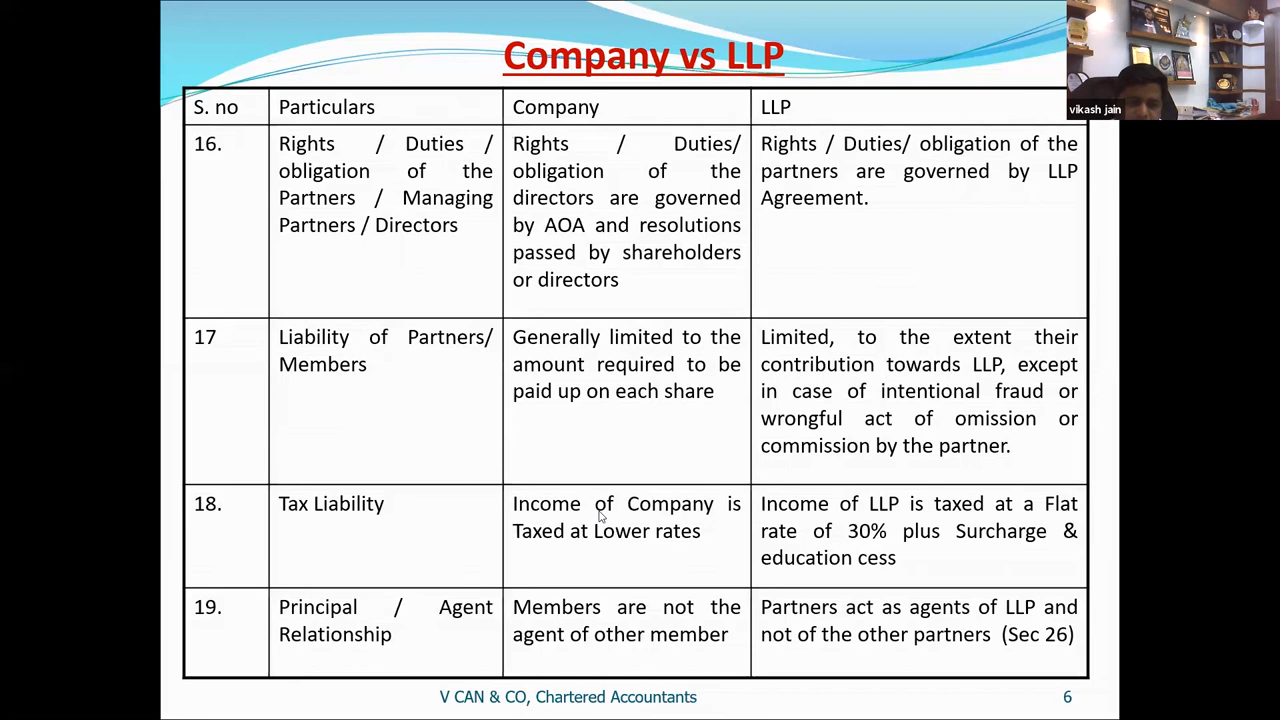 Company vs LLP
vikash jain
S. no Particulars Company LLP
16.
Rights / Duties /
obligation of the
Partners / Managing
Partners / Directors
Rights / Duties/
obligation of the
directors are governed
by AOA and resolutions
passed by shareholders
or directors
Rights / Duties/ obligation of the
partners are governed by LLP
Agreement.
17
Liability of Partners/
Members
Generally limited to the
amount required to be
paid up on each share
Limited, to the extent their
contribution towards LLP, except
in case of intentional fraud or
wrongful act of omission or
commission by the partner.
18.
Tax Liability
Income of Company is
Taxed at Lower rates
Income of LLP is taxed at a Flat
rate of 30% plus Surcharge &
education cess
19.
Principal / Agent
Relationship
Members are not the
agent of other member
Partners act as agents of LLP and
not of the other partners (Sec 26)
V CAN & CO, Chartered Accountants
6